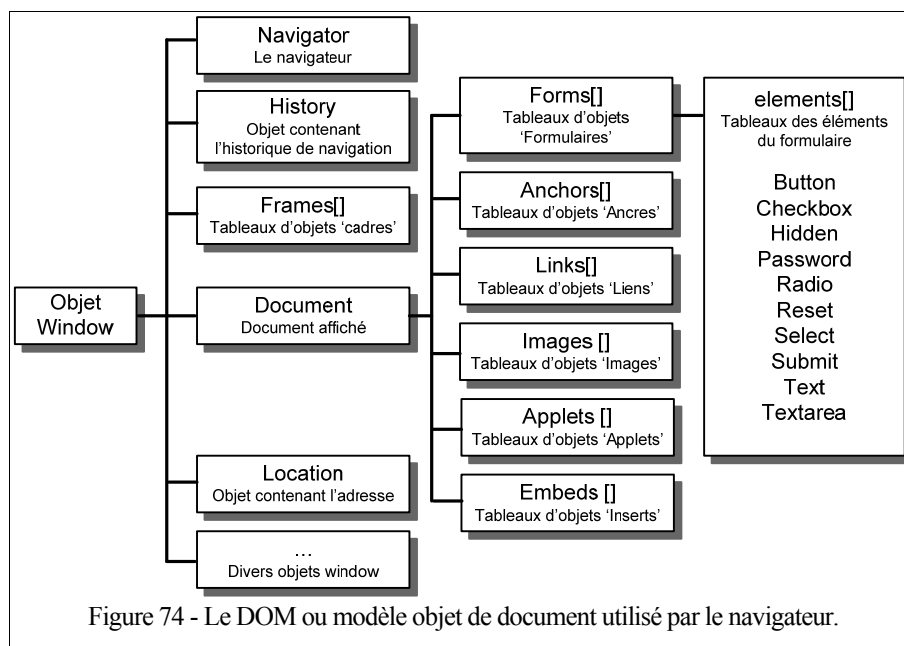 Objet
Window
Navigator
Le navigateur
History
Objet contenant
l'historique de navigation
Frames[]
Tableaux d'objets 'cadres'
Document
Document affiché
Location
Objet contenant l'adresse
...
Divers objets window
Forms[]
Tableaux d'objets
'Formulaires'
Anchors[]
Tableaux d'objets 'Ancres'
Links[]
Tableaux d'objets 'Liens'
Images []
Tableaux d'objets 'Images'
Applets []
Tableaux d'objets 'Applets'
Embeds []
Tableaux d'objets 'Inserts'
elements[]
Tableaux des éléments
du formulaire
Button
Checkbox
Hidden
Password
Radio
Reset
Select
Submit
Text
Textarea
Figure 74 - Le DOM ou modèle objet de document utilisé par le navigateur.